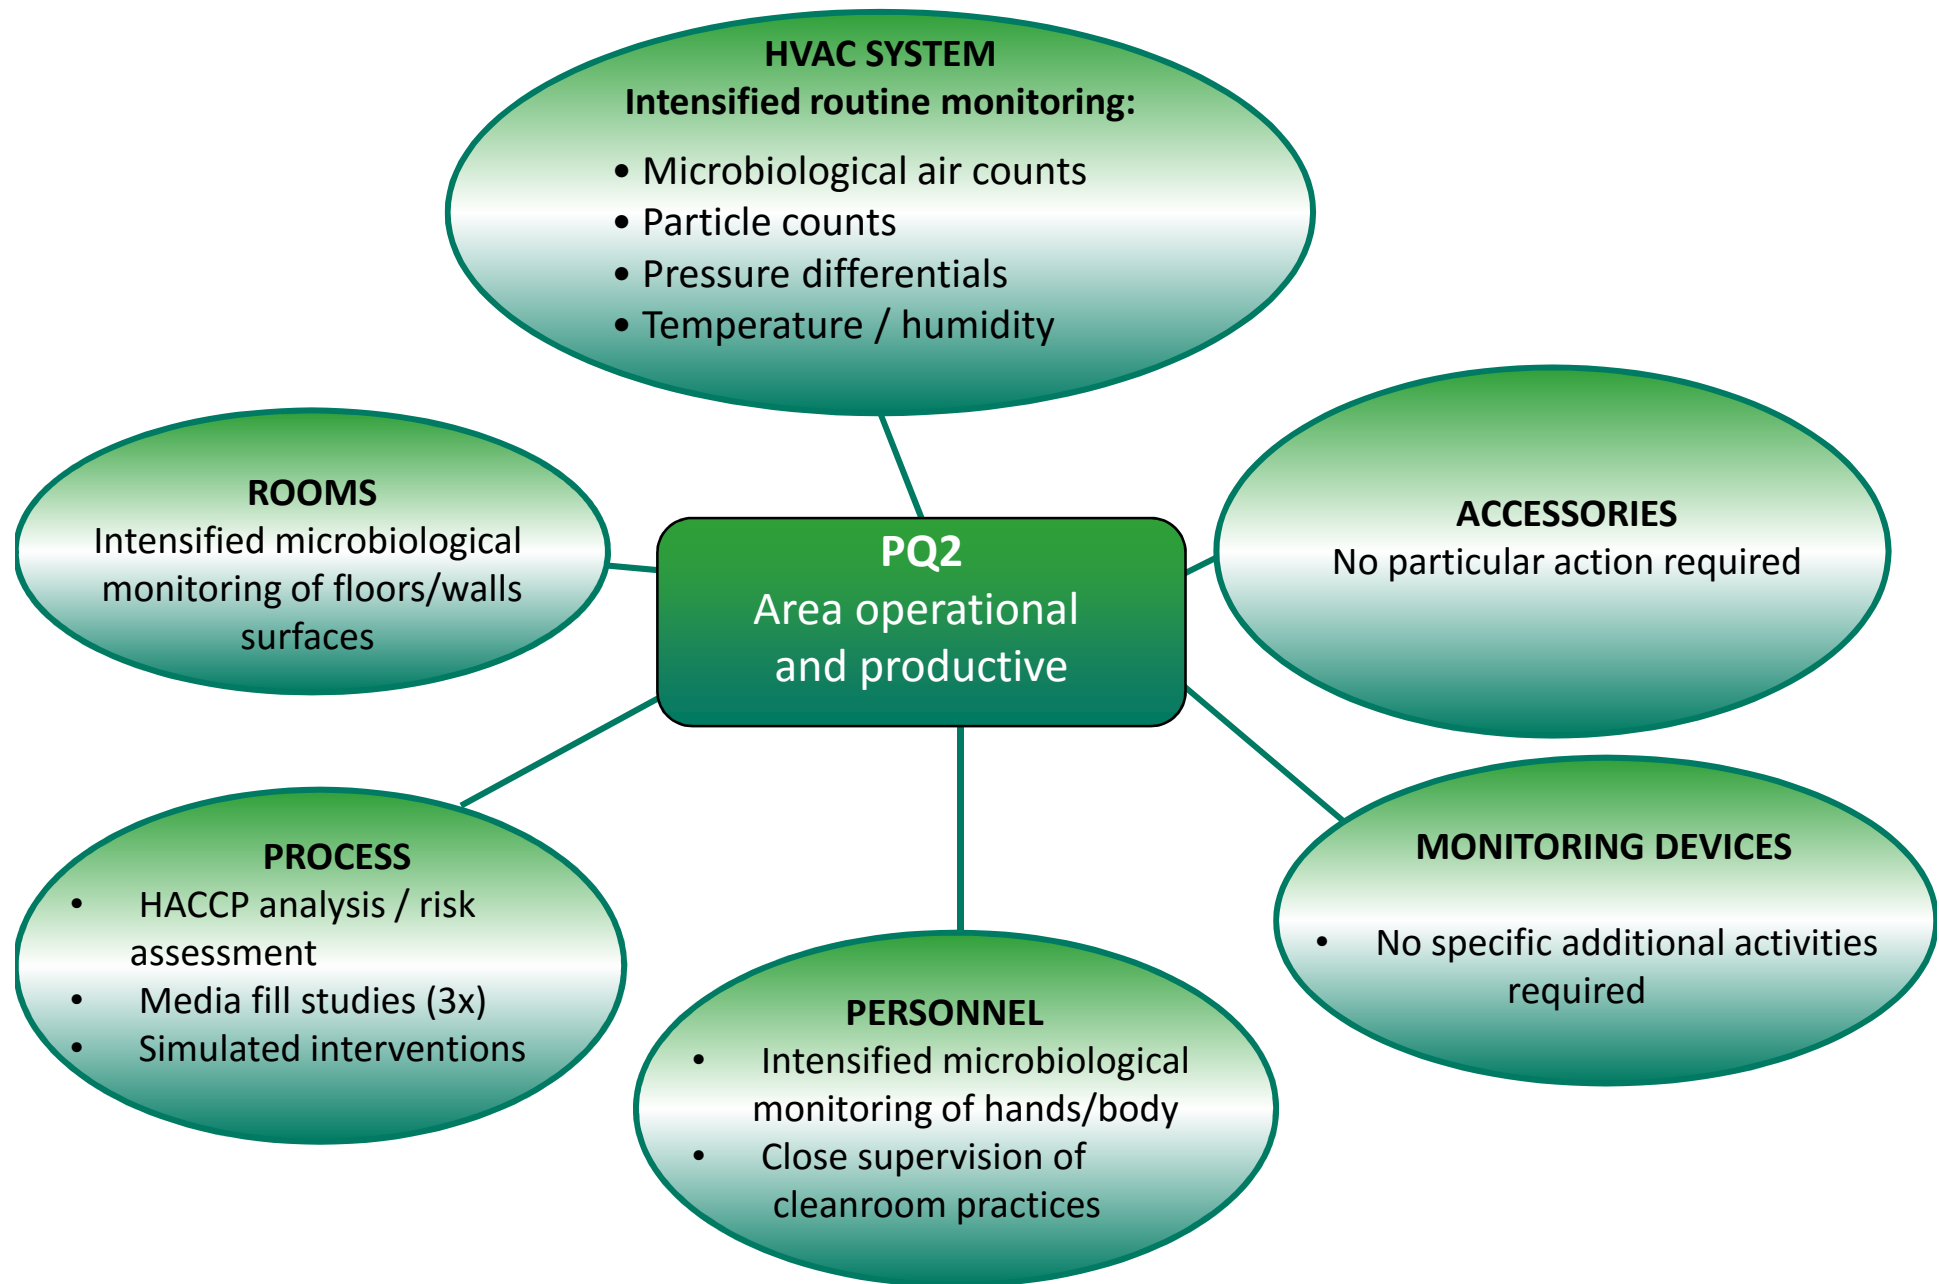 HVAC SYSTEM
Intensified routine monitoring:
• Microbiological air counts
• Particle counts
• Pressure differentials
• Temperature / humidity
ROOMS
Intensified microbiological
monitoring of floors/walls
surfaces
PQ2
Area operational
and productive
ACCESSORIES
No particular action required
PROCESS
• HACCP analysis / risk
assessment
• Media fill studies (3x)
• Simulated interventions
PERSONNEL
• Intensified microbiological
monitoring of hands/body
• Close supervision of
cleanroom practices
MONITORING DEVICES
• No specific additional activities
required